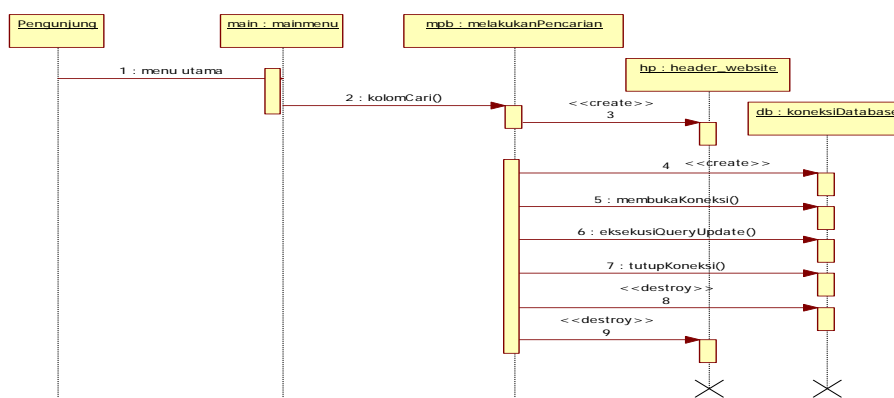 Pengunjung
main : mainmenu
mpb : melakukanPencarian
hp : header_website
db : koneksiDatabase
1 : menu utama
2 : kolomCari()
<<create>>
3
4 <<create>>
5 : membukaKoneksi()
6 : eksekusiQueryUpdate()
7 : tutupKoneksi()
<<destroy>>
8
<<destroy>>
9